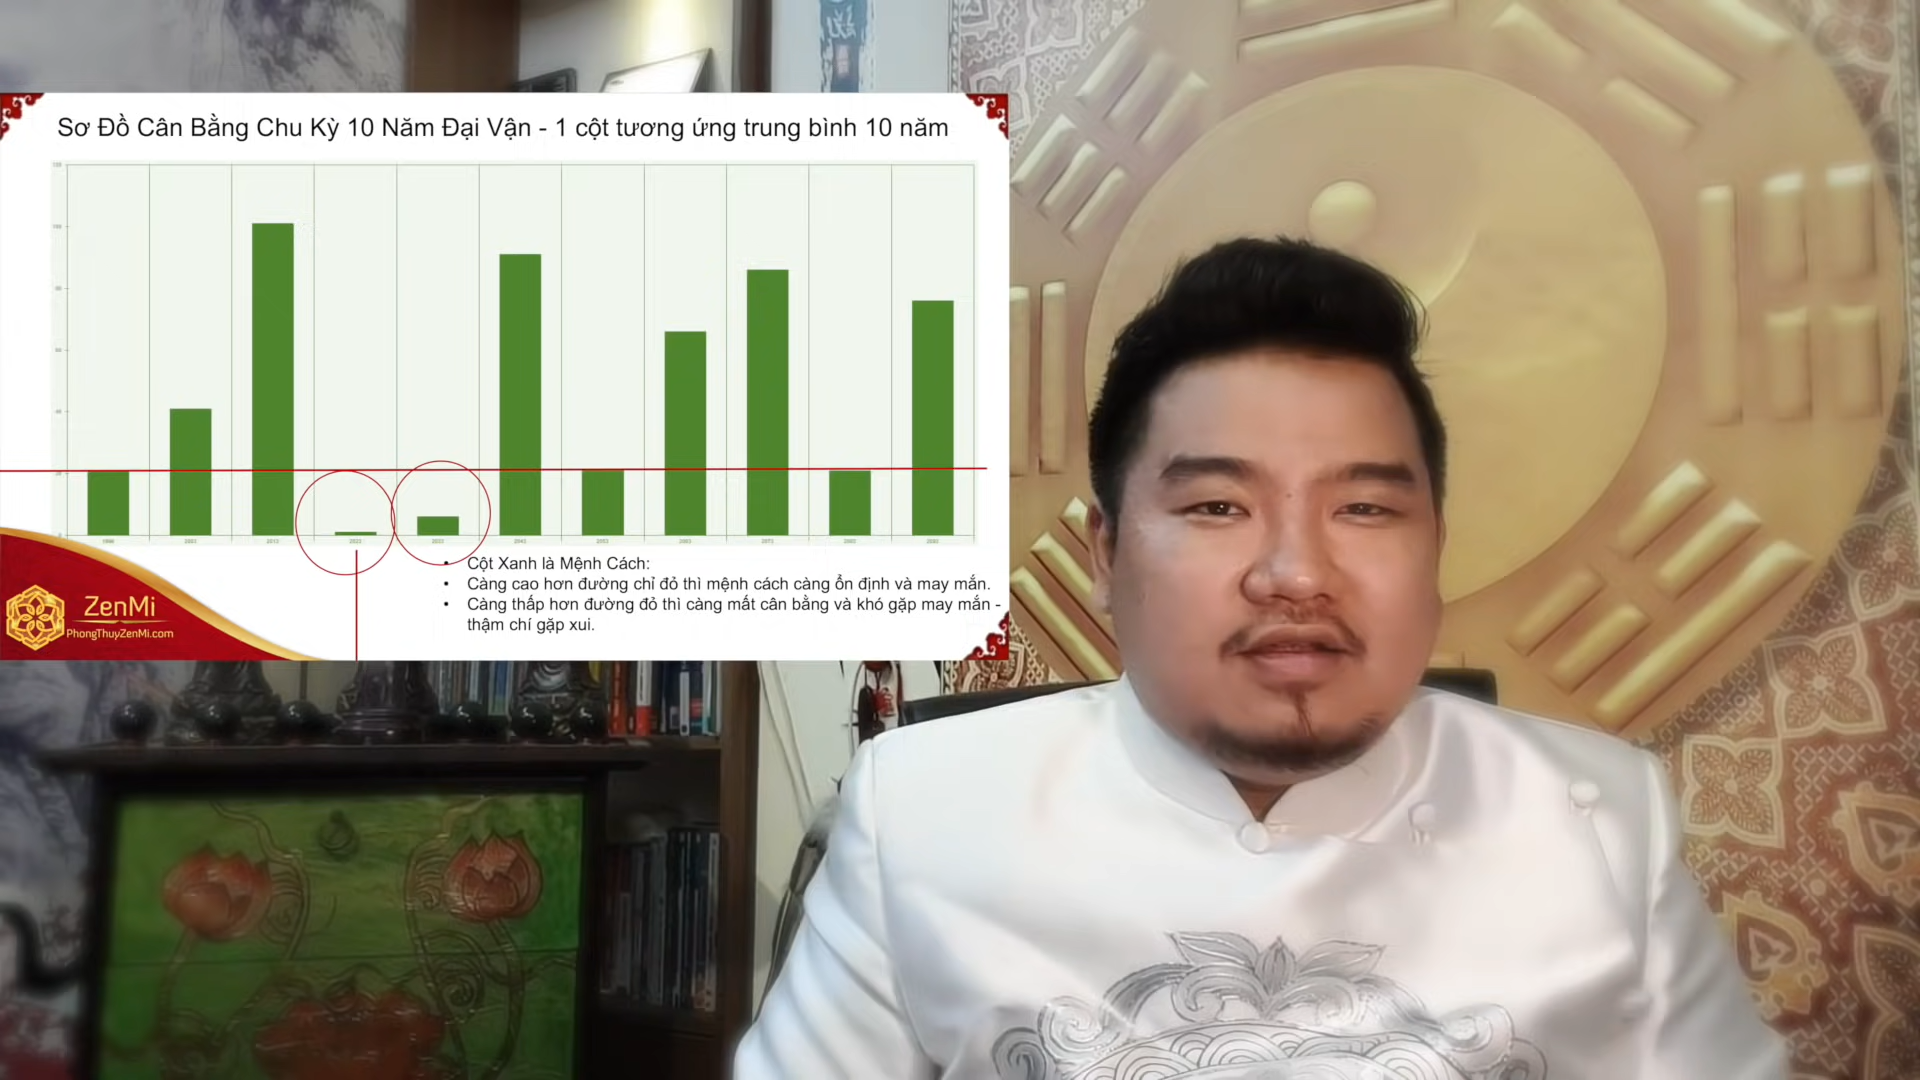 Sơ Đồ Cân Bằng Chu Kỳ 10 Năm Đại Vận - 1 cột tương ứng trung bình 10 năm
• Cột Xanh là Mệnh Cách:
• Càng cao hơn đường chỉ đỏ thì mệnh cách càng ổn định và may mắn.
• Càng thấp hơn đường đỏ thì càng mất cân bằng và khó gặp may mắn -
thậm chí gặp xui.
ZenMi
PhongThuyZenMi.com